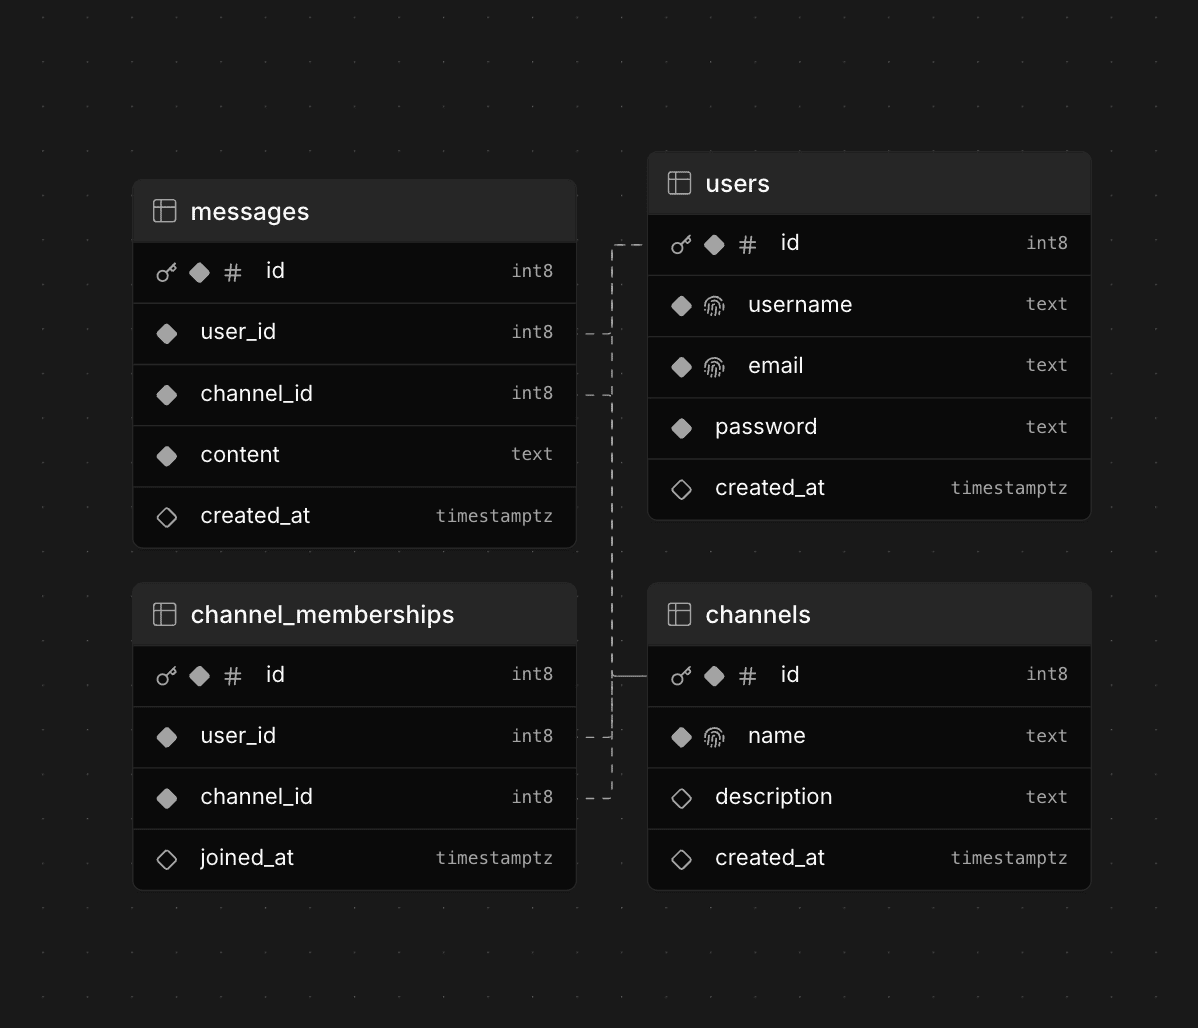 messages
id int8
user_id int8
channel_id int8
content text
created_at timestamptz
users
id int8
username text
email text
password text
created_at timestamptz
channel_memberships
id int8
user_id int8
channel_id int8
joined_at timestamptz
channels
id int8
name text
description text
created_at timestamptz